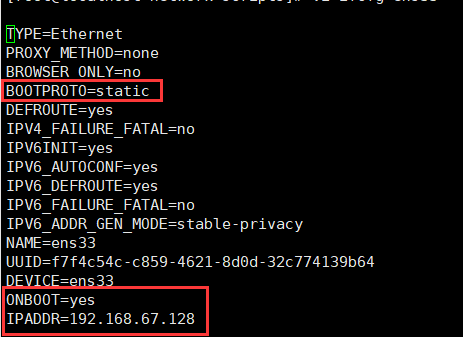 TYPE=Ethernet
PROXY_METHOD=none
BROWSER_ONLY=no
BOOTPROTO=static
DEFROUTE=yes
IPV4_FAILURE_FATAL=no
IPV6INIT=yes
IPV6_AUTOCONF=yes
IPV6_DEFROUTE=yes
IPV6_FAILURE_FATAL=no
IPV6_ADDR_GEN_MODE=stable-privacy
NAME=ens33
UUID=f7f4c54c-c859-4621-8d0d-32c774139b64
DEVICE=ens33
ONBOOT=yes
IPADDR=192.168.67.128